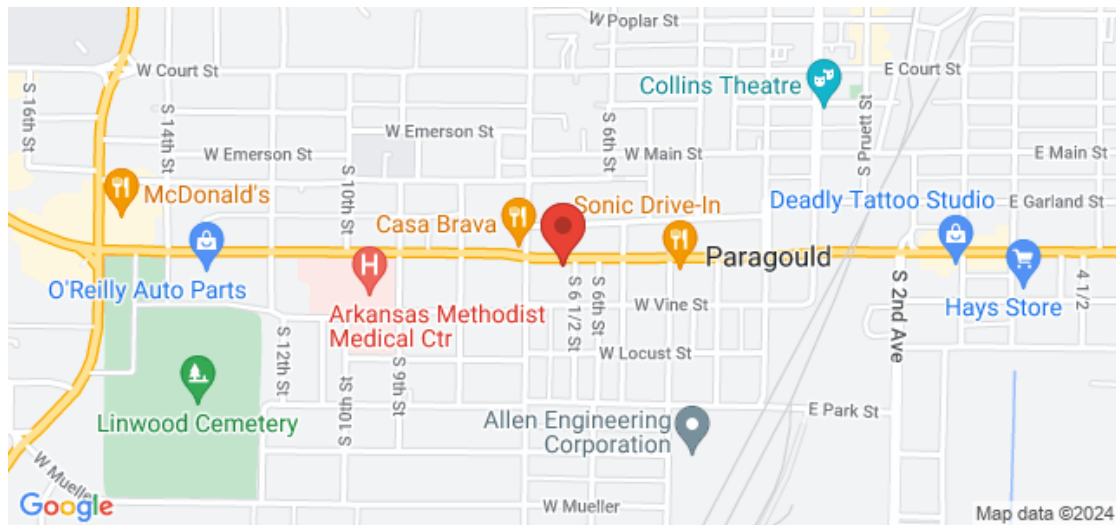 W Poplar St
W Court St
E Court St
Collins Theatre
S 16th St
S 14th St
W Emerson St
S 6th St
S Pruett St
W Emerson St
W Main St
E Main St
McDonald's
S 10th St
Casa Brava
Sonic Drive-In
Deadly Tattoo Studio
E Garland St
H
Paragould
O'Reilly Auto Parts
Arkansas Methodist
Medical Ctr
S 6 1/2 St
S 6th St
W Vine St
S 2nd Ave
Hays Store
4 1/2
S 12th St
S 9th St
W Locust St
Linwood Cemetery
S 10th St
Allen Engineering
Corporation
E Park St
W Mueller
W Mueller
Google
Map data ©2024